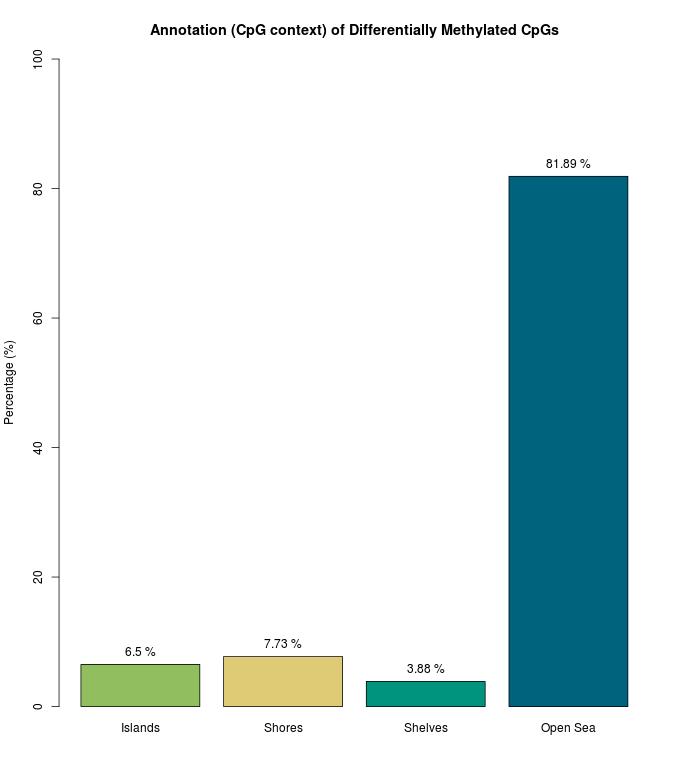 Annotation (CpG context) of Differentially Methylated CpGs
Percentage (%)
100
80
60
40
20
0
6.5 %
7.73 %
3.88 %
81.89 %
Islands
Shores
Shelves
Open Sea